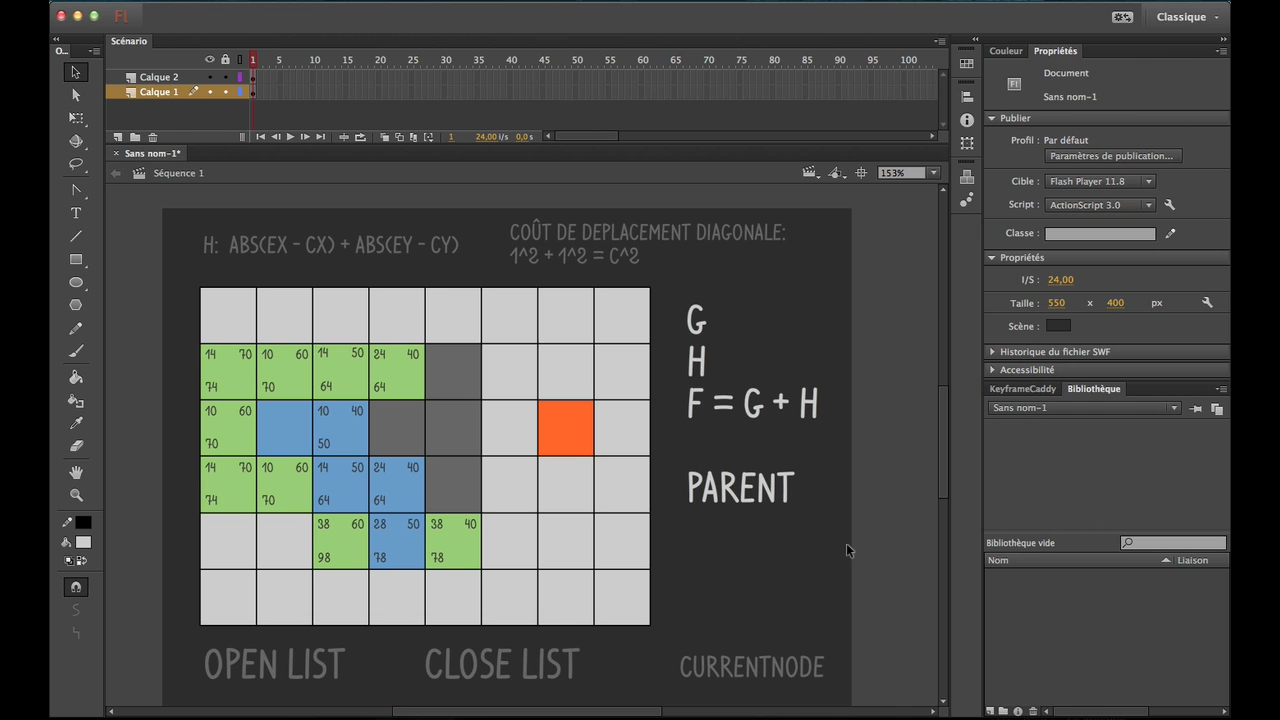 Fl
Classique
Scénario
O...
1 5 10 15 20 25 30 35 40 45 50 55 60 65 70 75 80 85 90 95 100
Calque 2
Calque 1
1 24,00 i/s 0,0 s
Sans nom-1*
Séquence 1
153%
H: ABS(EX - CX) + ABS(EY - CY)
COÛT DE DEPLACEMENT DIAGONALE:
1^2 + 1^2 = C^2
14 70 10 60 14 50 24 40
74 70 64 64
10 60 10 40
70 50
14 70 10 60 14 50 24 40
74 70 64 64
38 60 28 50 38 40
98 78 78
G
H
F = G + H
PARENT
OPEN LIST
CLOSE LIST
CURRENTNODE
Couleur
Propriétés
Document
Fl
Sans nom-1
Publier
Profil : Par défaut
Paramètres de publication...
Cible : Flash Player 11.8
Script : ActionScript 3.0
Classe :
Propriétés
I/S : 24,00
Taille : 550 x 400 px
Scène :
Historique du fichier SWF
Accessibilité
KeyframeCaddy
Bibliothèque
Sans nom-1
Bibliothèque vide
Nom
Liaison